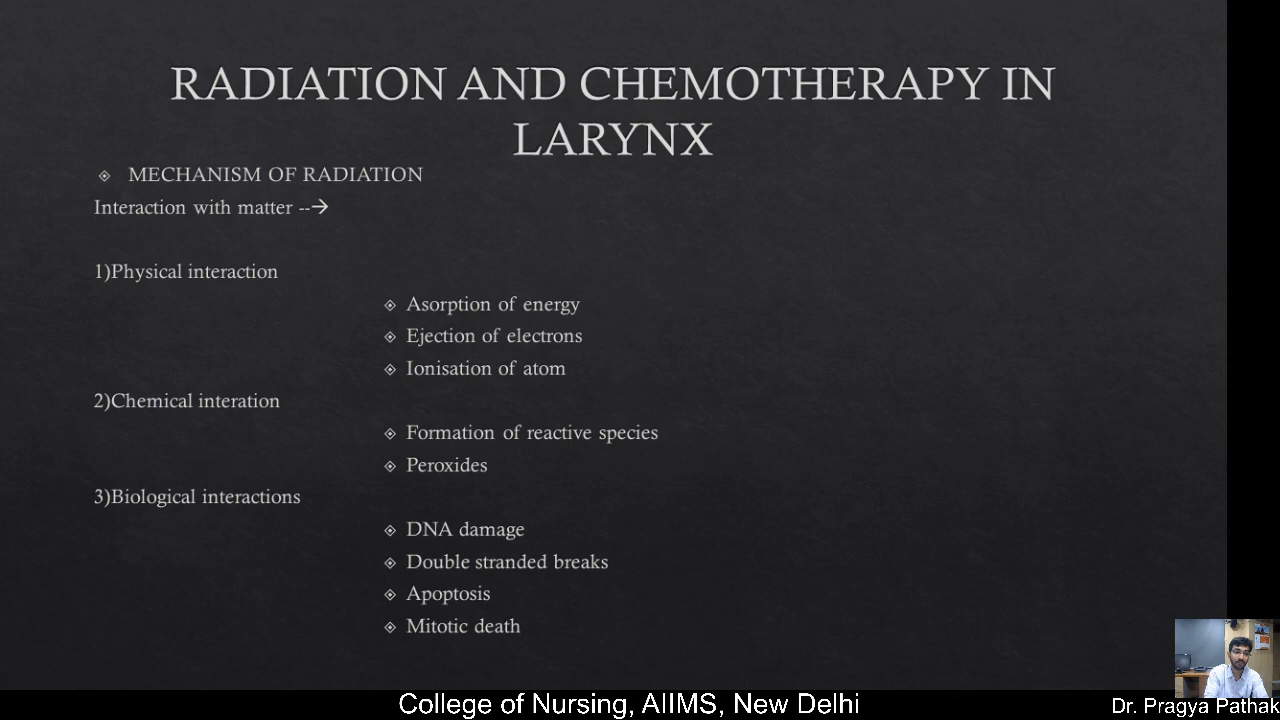 RADIATION AND CHEMOTHERAPY IN
LARYNX
MECHANISM OF RADIATION
Interaction with matter --→
1)Physical interaction
Asorption of energy
Ejection of electrons
Ionisation of atom
2)Chemical interation
Formation of reactive species
Peroxides
3)Biological interactions
DNA damage
Double stranded breaks
Apoptosis
Mitotic death
College of Nursing, AIIMS, New Delhi
Dr. Pragya Pathak